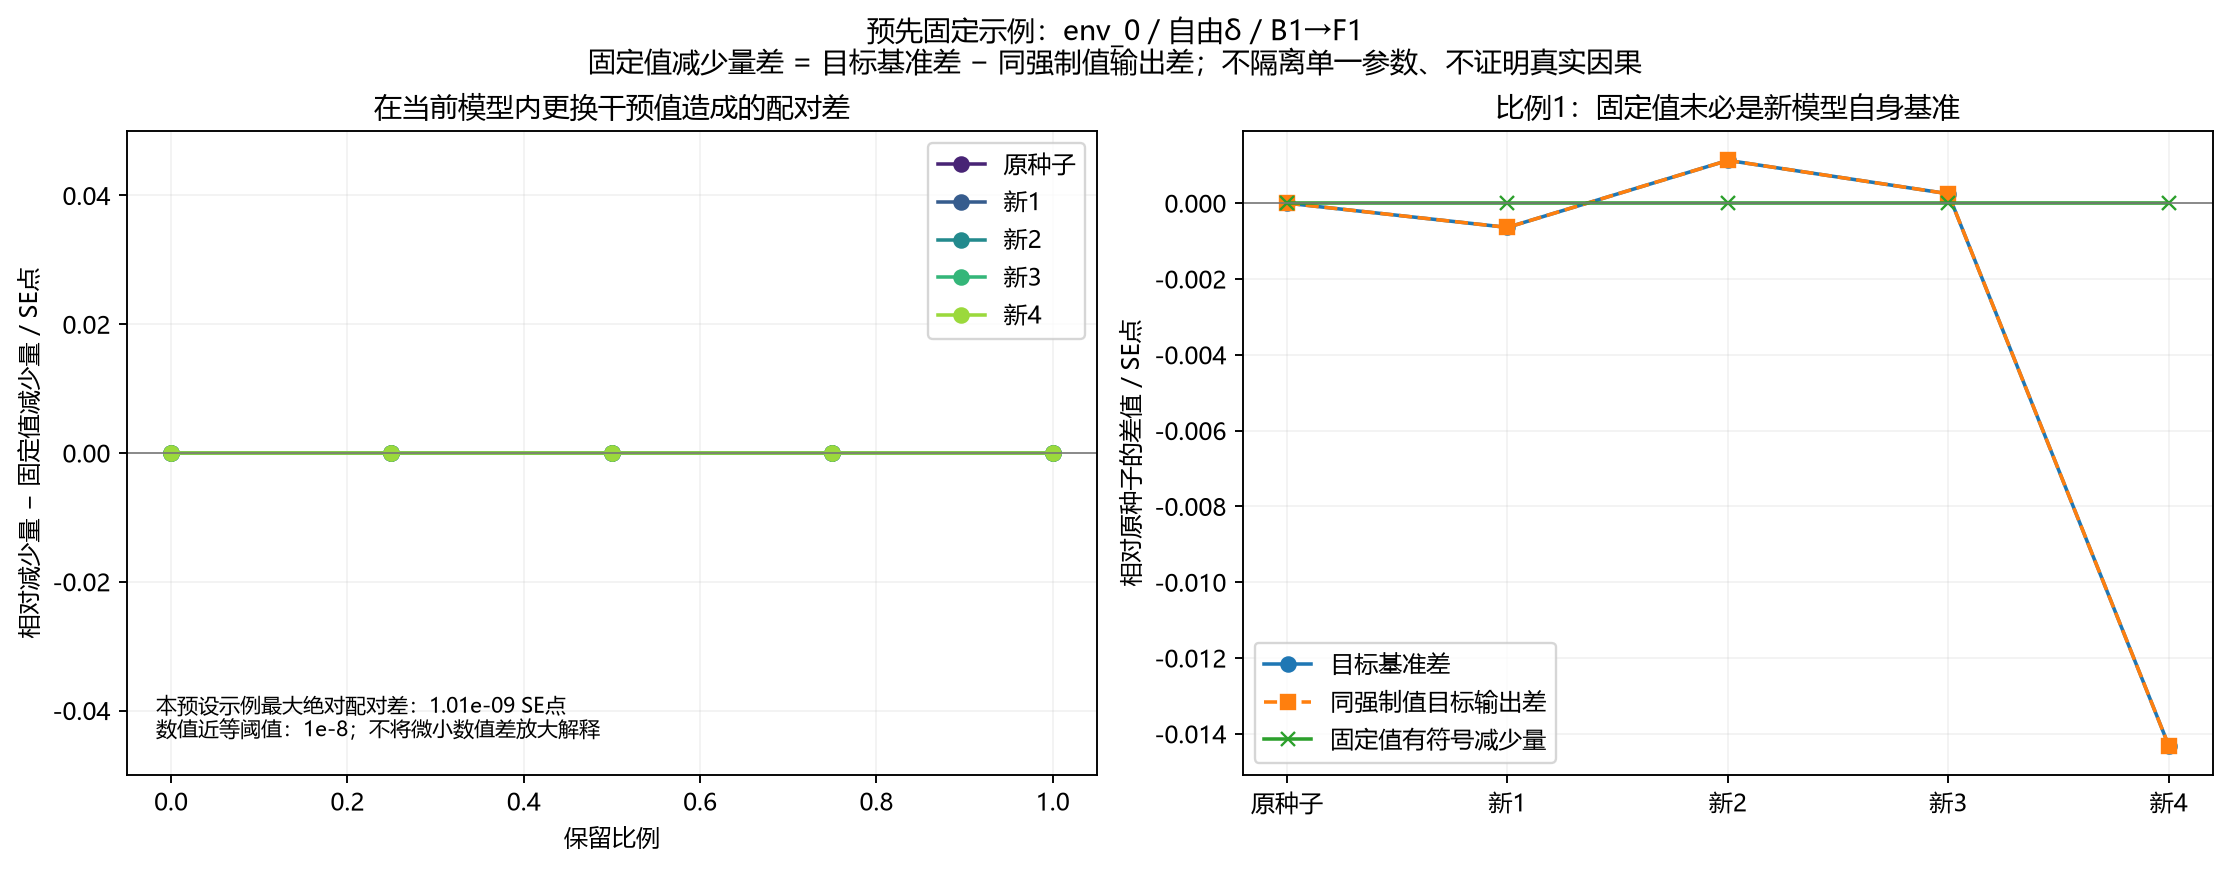 预先固定示例：env_0 / 自由δ / B1→F1
固定值减少量差 = 目标基准差 − 同强制值输出差；不隔离单一参数、不证明真实因果
在当前模型内更换干预值造成的配对差
相对减少量 − 固定值减少量 / SE点
0.04
0.02
0.00
-0.02
-0.04
原种子
新1
新2
新3
新4
本预设示例最大绝对配对差：1.01e-09 SE点
数值近等阈值：1e-8；不将微小数值差放大解释
0.0
0.2
0.4
0.6
0.8
1.0
保留比例
比例1：固定值未必是新模型自身基准
相对原种子的差值 / SE点
0.000
-0.002
-0.004
-0.006
-0.008
-0.010
-0.012
-0.014
目标基准差
同强制值目标输出差
固定值有符号减少量
原种子
新1
新2
新3
新4